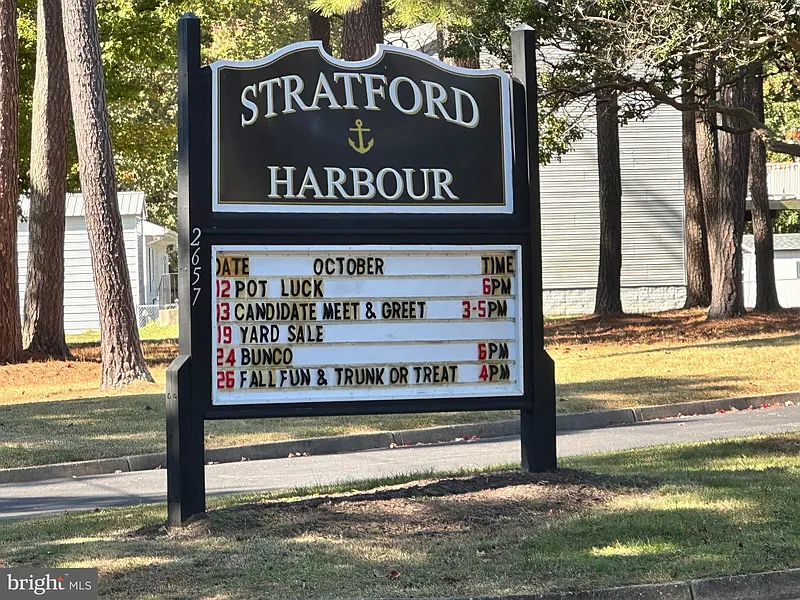 STRATFORD
HARBOUR
2657
DATE OCTOBER TIME
12 POT LUCK 6PM
13 CANDIDATE MEET & GREET 3-5PM
19 YARD SALE
24 BUNCO 6PM
26 FALL FUN & TRUNK OR TREAT 4PM
bright MLS